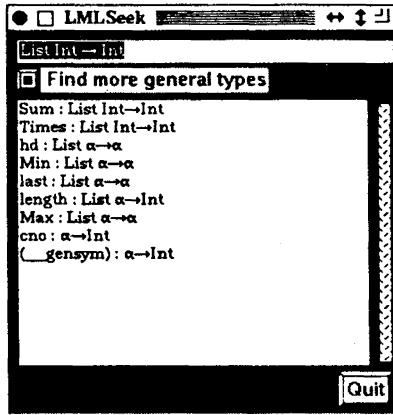 LMLSeek
List Int → Int
Find more general types
Sum : List Int→Int
Times : List Int→Int
hd : List α→α
Min : List α→α
last : List α→α
length : List α→Int
Max : List α→α
cno : α→Int
(__gensym) : α→Int
Quit